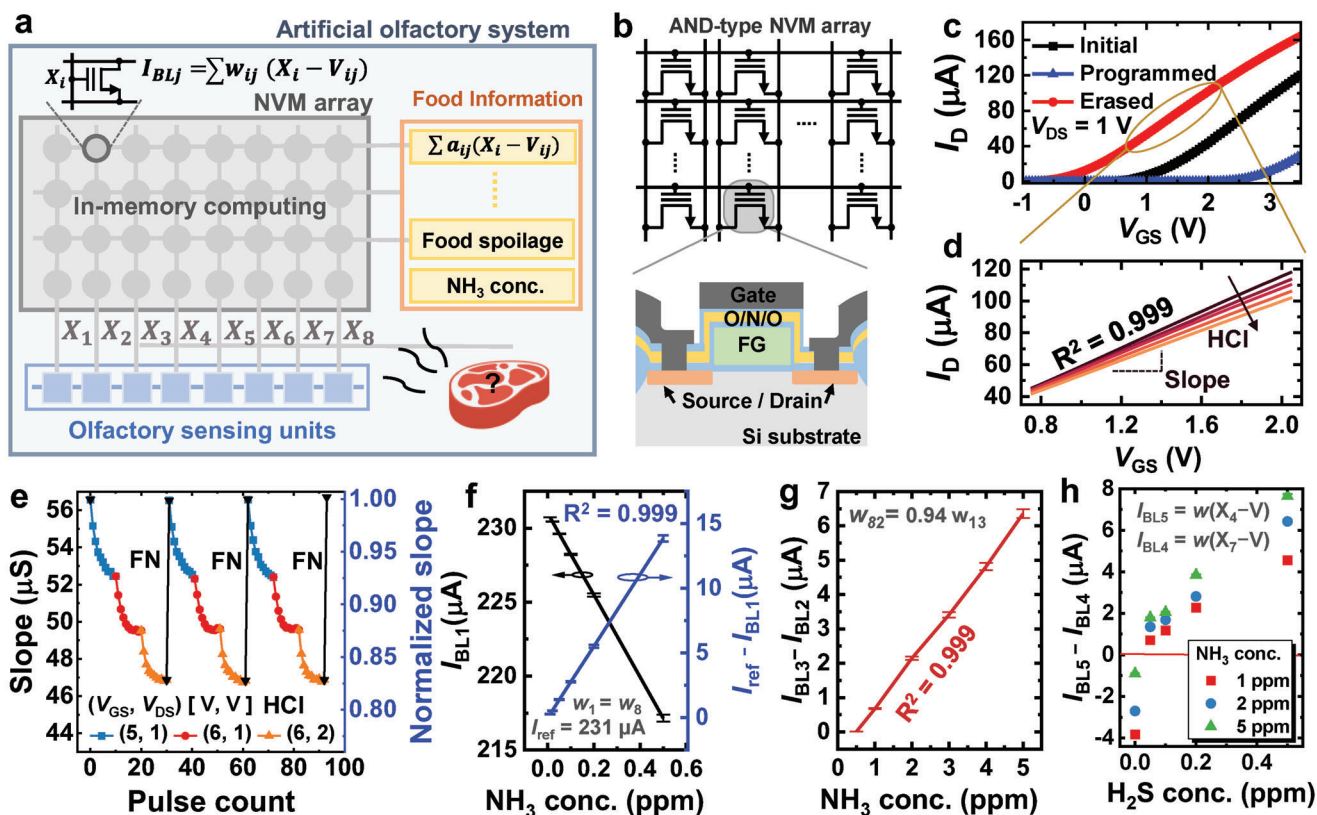 a
Artificial olfactory system
X_i
I_BLj = ∑ w_ij (X_i − V_ij)
NVM array
In-memory computing
Food Information
∑ a_ij(X_i − V_ij)
Food spoilage
NH3 conc.
X1 X2 X3 X4 X5 X6 X7 X8
?
Olfactory sensing units
b
AND-type NVM array
Gate
O/N/O
FG
Source / Drain
Si substrate
c
160
120
80
40
0
I_D (μA)
Initial
Programmed
Erased
V_DS = 1 V
−1 0 1 2 3
V_GS (V)
d
120
100
80
60
40
I_D (μA)
R² = 0.999
HCI
Slope
0.8 1.2 1.6 2.0
V_GS (V)
e
56
54
52
50
48
46
Slope (μS)
FN FN FN
1.00
0.95
0.90
0.85
0.80
Normalized slope
(V_GS, V_DS) [ V, V] HCI
(5, 1) (6, 1) (6, 2)
0 20 40 60 80 100
Pulse count
f
230
225
220
215
I_BL1(μA)
R² = 0.999
15
10
5
0
I_ref − I_BL1(μA)
w1 = w8
I_ref = 231 μA
0.0 0.1 0.2 0.3 0.4 0.5 0.6
NH3 conc. (ppm)
g
7
6
5
4
3
2
1
0
I_BL3 − I_BL2 (μA)
w82 = 0.94 w13
R² = 0.999
1 2 3 4 5
NH3 conc. (ppm)
h
8
6
4
2
0
-2
-4
I_BL5 − I_BL4 (μA)
I_BL5 = w(X4−V)
I_BL4 = w(X7−V)
NH3 conc.
1 ppm
2 ppm
5 ppm
0.0 0.2 0.4
H2S conc. (ppm)